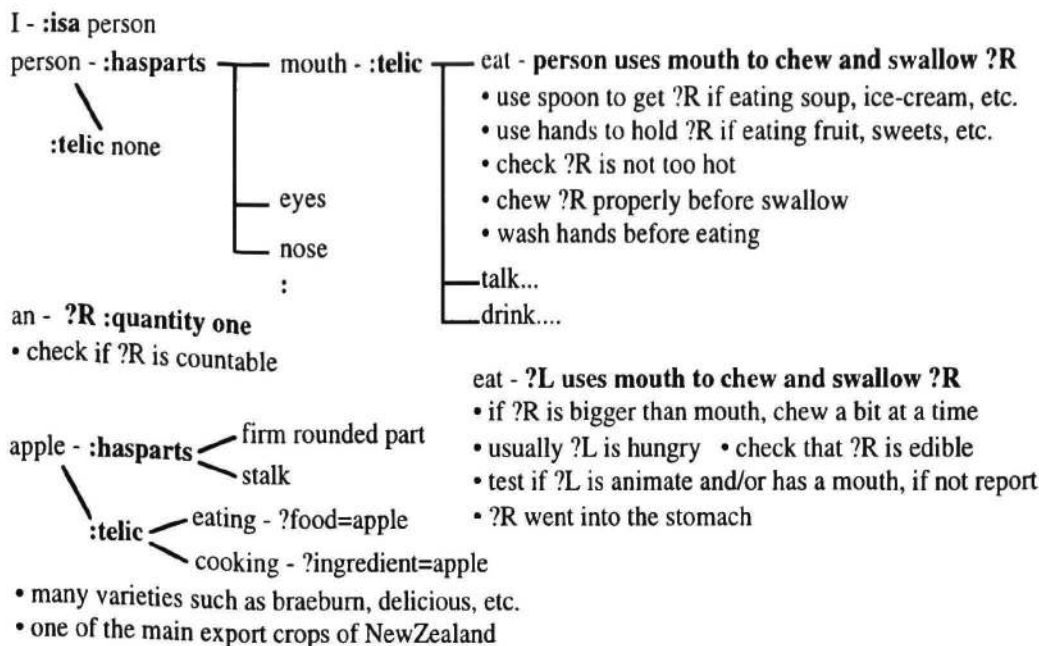 I - :isa person
person - :hasparts
:telic none
mouth - :telic
eyes
nose
:
eat - person uses mouth to chew and swallow ?R
• use spoon to get ?R if eating soup, ice-cream, etc.
• use hands to hold ?R if eating fruit, sweets, etc.
• check ?R is not too hot
• chew ?R properly before swallow
• wash hands before eating
talk...
drink....
an - ?R :quantity one
• check if ?R is countable
eat - ?L uses mouth to chew and swallow ?R
• if ?R is bigger than mouth, chew a bit at a time
• usually ?L is hungry • check that ?R is edible
• test if ?L is animate and/or has a mouth, if not report
• ?R went into the stomach
apple - :hasparts
firm rounded part
stalk
:telic
eating - ?food=apple
cooking - ?ingredient=apple
• many varieties such as braeburn, delicious, etc.
• one of the main export crops of NewZealand